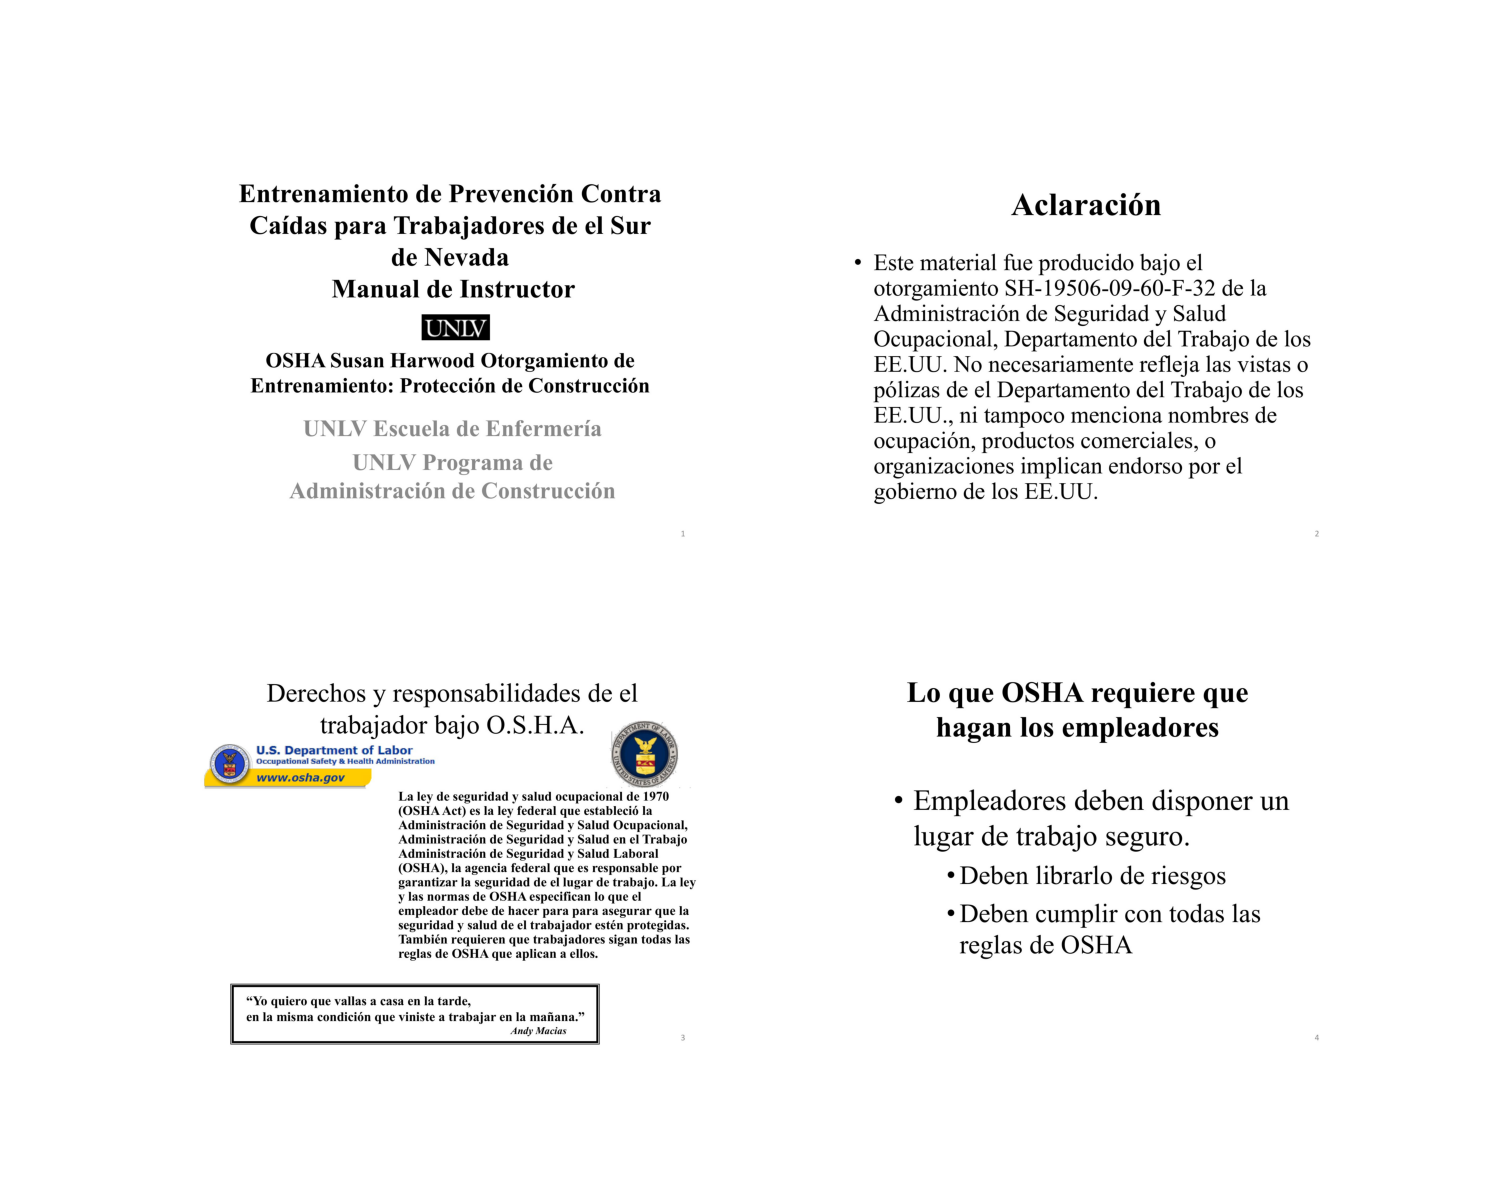 Entrenamiento de Prevención Contra
Caídas para Trabajadores de el Sur
de Nevada
Manual de Instructor
UNLV
OSHA Susan Harwood Otorgamiento de
Entrenamiento: Protección de Construcción
UNLV Escuela de Enfermería
UNLV Programa de
Administración de Construcción
1
Aclaración
• Este material fue producido bajo el
otorgamiento SH-19506-09-60-F-32 de la
Administración de Seguridad y Salud
Ocupacional, Departamento del Trabajo de los
EE.UU. No necesariamente refleja las vistas o
pólizas de el Departamento del Trabajo de los
EE.UU., ni tampoco menciona nombres de
ocupación, productos comerciales, o
organizaciones implican endorso por el
gobierno de los EE.UU.
2
Derechos y responsabilidades de el
trabajador bajo O.S.H.A.
U.S. Department of Labor
Occupational Safety & Health Administration
www.osha.gov
DEPARTMENT OF LABOR
UNITED STATES OF AMERICA
La ley de seguridad y salud ocupacional de 1970
(OSHA Act) es la ley federal que estableció la
Administración de Seguridad y Salud Ocupacional,
Administración de Seguridad y Salud en el Trabajo
Administración de Seguridad y Salud Laboral
(OSHA), la agencia federal que es responsable por
garantizar la seguridad de el lugar de trabajo. La ley
y las normas de OSHA especifican lo que el
empleador debe de hacer para para asegurar que la
seguridad y salud de el trabajador estén protegidas.
También requieren que trabajadores sigan todas las
reglas de OSHA que aplican a ellos.
“Yo quiero que vallas a casa en la tarde,
en la misma condición que viniste a trabajar en la mañana.”
Andy Macias
3
Lo que OSHA requiere que
hagan los empleadores
• Empleadores deben disponer un
lugar de trabajo seguro.
• Deben librarlo de riesgos
• Deben cumplir con todas las
reglas de OSHA
4